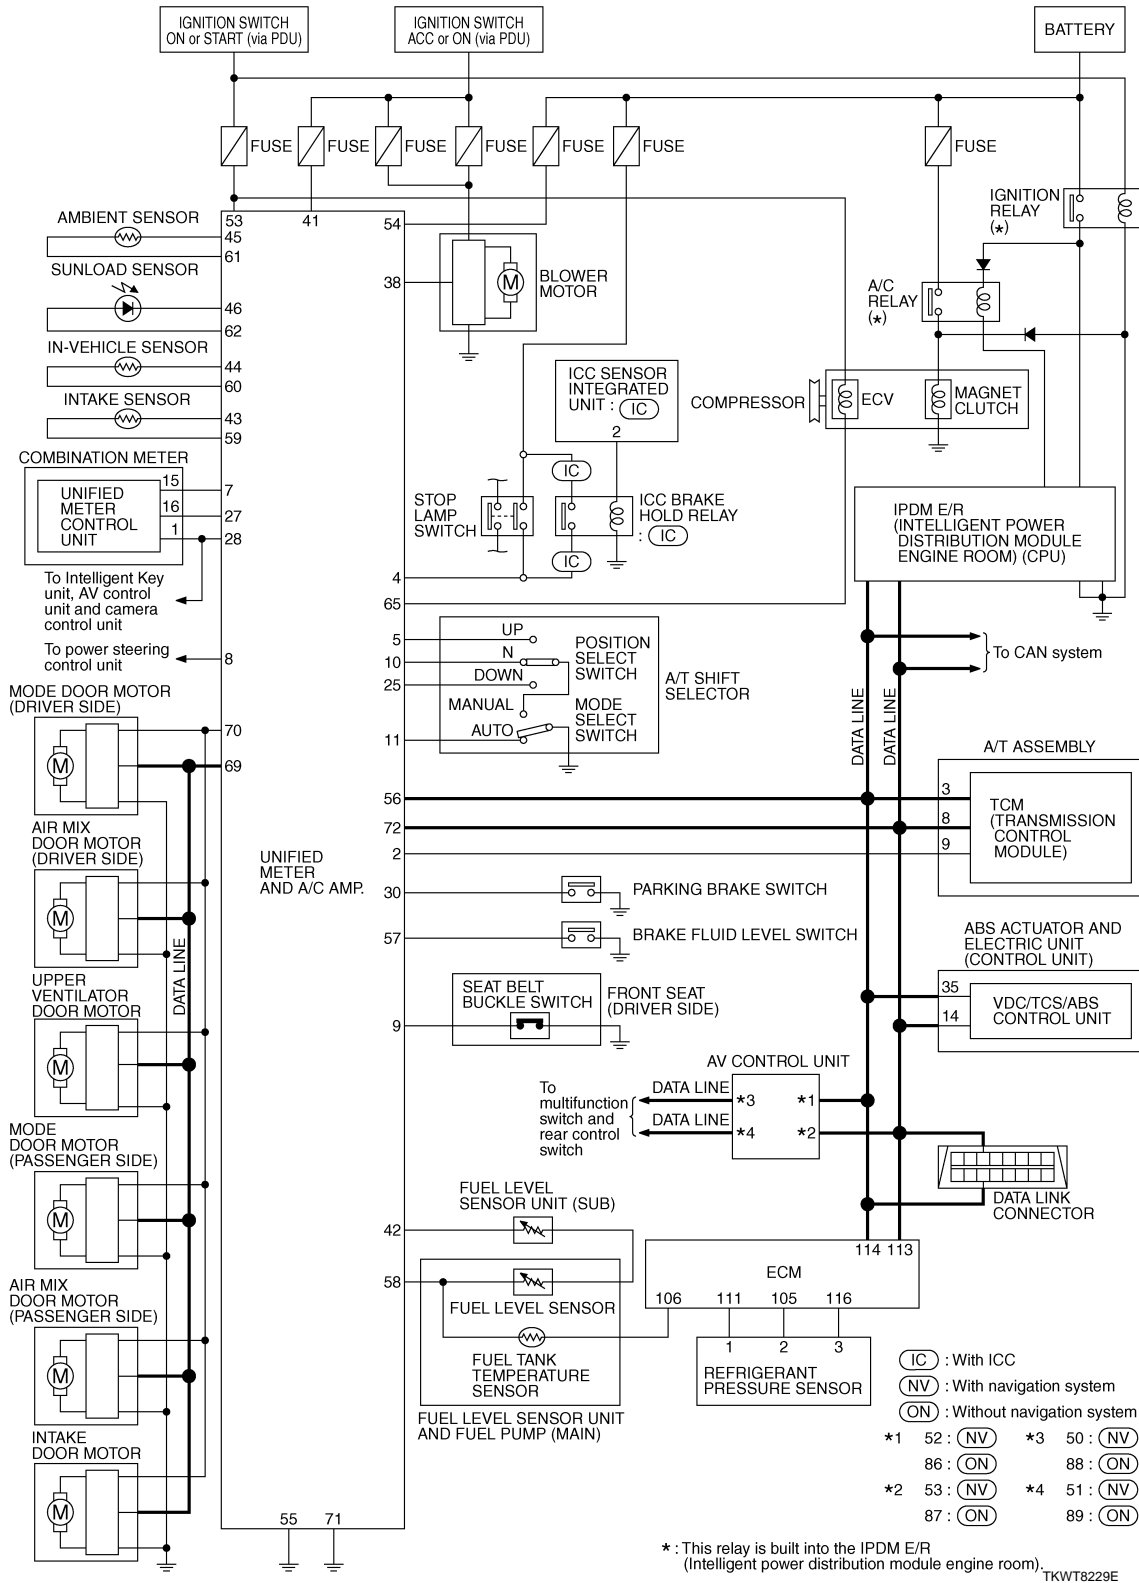 IGNITION SWITCH
ON or START (via PDU)
IGNITION SWITCH
ACC or ON (via PDU)
BATTERY
FUSE
FUSE
FUSE
FUSE
FUSE
FUSE
FUSE
IGNITION
RELAY
(*)
AMBIENT SENSOR
53
41
54
45
61
SUNLOAD SENSOR
46
62
IN-VEHICLE SENSOR
44
60
INTAKE SENSOR
43
59
38
M
BLOWER
MOTOR
A/C
RELAY
(*)
ICC SENSOR
INTEGRATED
UNIT : IC
2
COMPRESSOR
ECV
MAGNET
CLUTCH
COMBINATION METER
UNIFIED
METER
CONTROL
UNIT
15
16
1
7
27
28
To Intelligent Key
unit, AV control
unit and camera
control unit
To power steering
control unit
8
IC
STOP
LAMP
SWITCH
ICC BRAKE
HOLD RELAY
: IC
IC
4
65
IPDM E/R
(INTELLIGENT POWER
DISTRIBUTION MODULE
ENGINE ROOM) (CPU)
To CAN system
5
10
25
11
UP
N
DOWN
MANUAL
AUTO
POSITION
SELECT
SWITCH
MODE
SELECT
SWITCH
A/T SHIFT
SELECTOR
DATA LINE
DATA LINE
MODE DOOR MOTOR
(DRIVER SIDE)
M
70
69
AIR MIX
DOOR MOTOR
(DRIVER SIDE)
M
DATA LINE
UPPER
VENTILATOR
DOOR MOTOR
M
MODE
DOOR MOTOR
(PASSENGER SIDE)
M
AIR MIX
DOOR MOTOR
(PASSENGER SIDE)
M
INTAKE
DOOR MOTOR
M
UNIFIED
METER
AND A/C AMP.
56
72
2
30
57
9
42
58
55
71
A/T ASSEMBLY
3
8
9
TCM
(TRANSMISSION
CONTROL
MODULE)
PARKING BRAKE SWITCH
BRAKE FLUID LEVEL SWITCH
SEAT BELT
BUCKLE SWITCH
FRONT SEAT
(DRIVER SIDE)
ABS ACTUATOR AND
ELECTRIC UNIT
(CONTROL UNIT)
35
14
VDC/TCS/ABS
CONTROL UNIT
AV CONTROL UNIT
To
multifunction
switch and
rear control
switch
DATA LINE
DATA LINE
*3
*4
*1
*2
DATA LINK
CONNECTOR
FUEL LEVEL
SENSOR UNIT (SUB)
FUEL LEVEL SENSOR
FUEL TANK
TEMPERATURE
SENSOR
FUEL LEVEL SENSOR UNIT
AND FUEL PUMP (MAIN)
114 113
ECM
106
111
105
116
1
2
3
REFRIGERANT
PRESSURE SENSOR
IC : With ICC
NV : With navigation system
ON : Without navigation system
*1 52 : NV *3 50 : NV
86 : ON 88 : ON
*2 53 : NV *4 51 : NV
87 : ON 89 : ON
* : This relay is built into the IPDM E/R
(Intelligent power distribution module engine room).
TKWT8229E